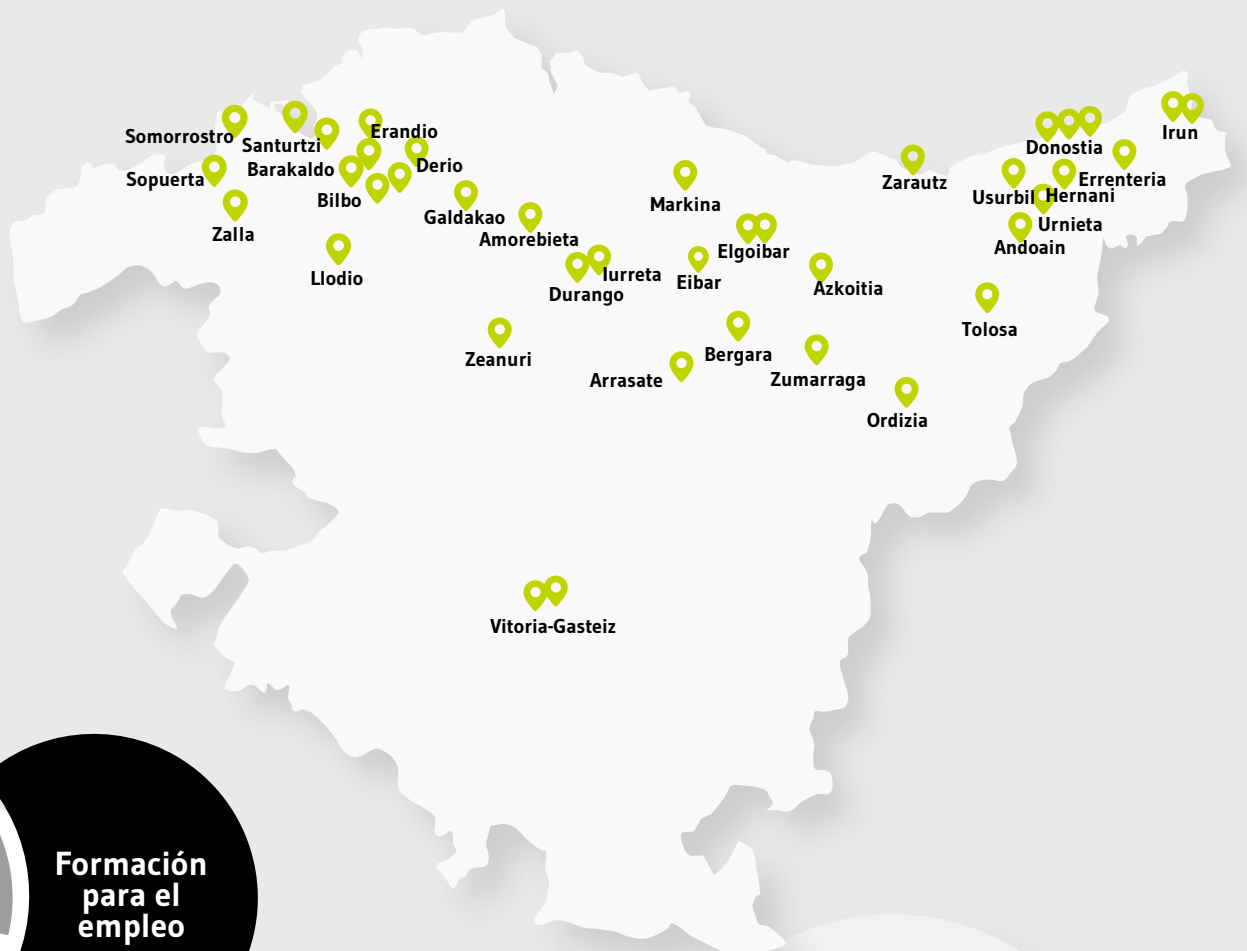 Somorrostro
Santurtzi
Erandio
Sopuerta
Barakaldo
Derio
Bilbo
Zalla
Galdakao
Amorebieta
Llodio
Iurreta
Durango
Zeanuri
Markina
Elgoibar
Eibar
Azkoitia
Bergara
Arrasate
Zumarraga
Ordizia
Zarautz
Donostia
Irun
Errenteria
Usurbil
Hernani
Urnieta
Andoain
Tolosa
Vitoria-Gasteiz
Formación
para el
empleo